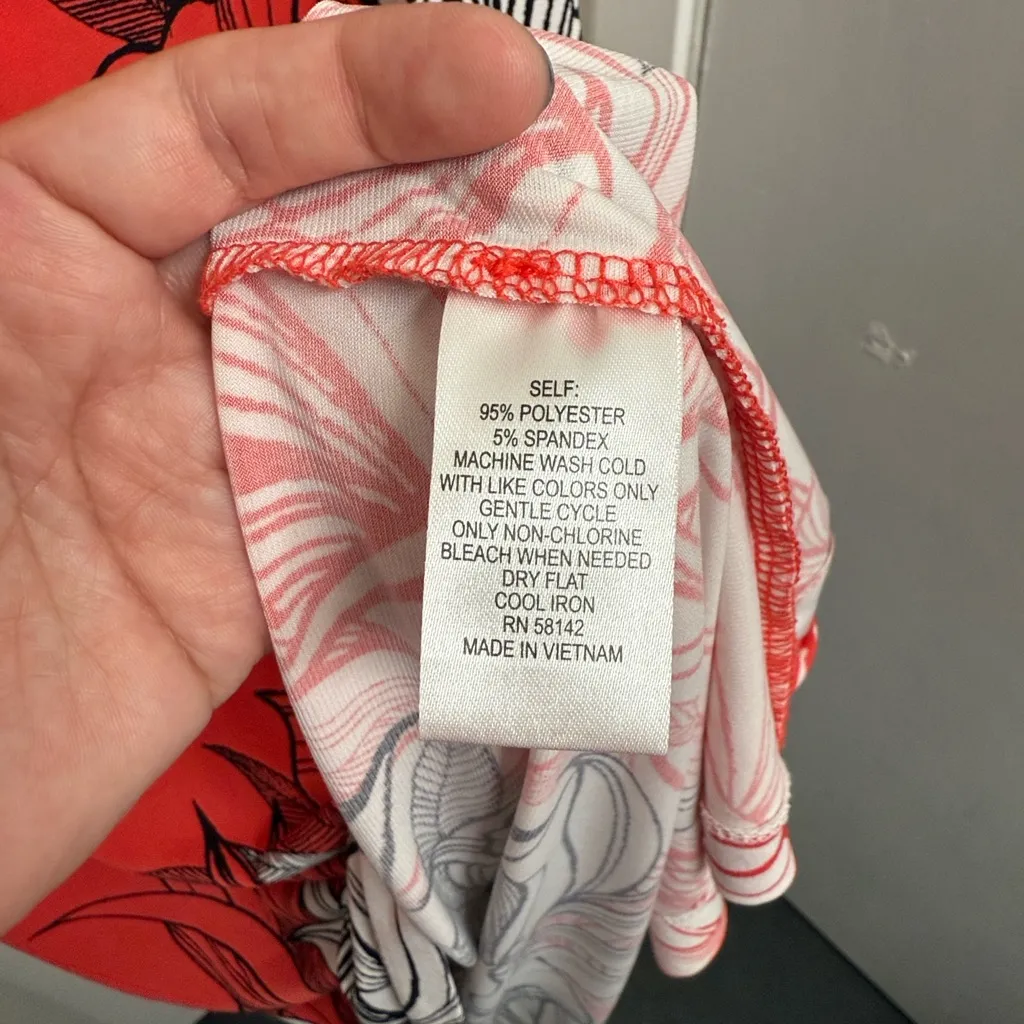 SELF:
95% POLYESTER
5% SPANDEX
MACHINE WASH COLD
WITH LIKE COLORS ONLY
GENTLE CYCLE
ONLY NON-CHLORINE
BLEACH WHEN NEEDED
DRY FLAT
COOL IRON
RN 58142
MADE IN VIETNAM